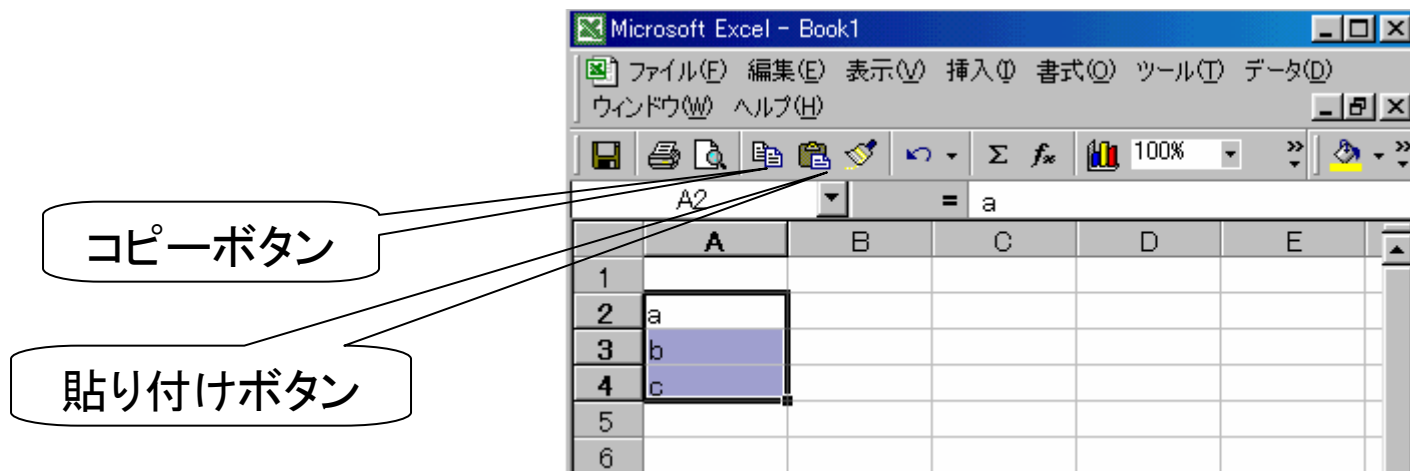 Microsoft Excel - Book1
ファイル(F) 編集(E) 表示(V) 挿入(I) 書式(O) ツール(T) データ(D)
ウィンドウ(W) ヘルプ(H)
Σ fx 100%
A2 = a
コピーボタン
A B C D E
1
2 a
3 b
貼り付けボタン
4 c
5
6